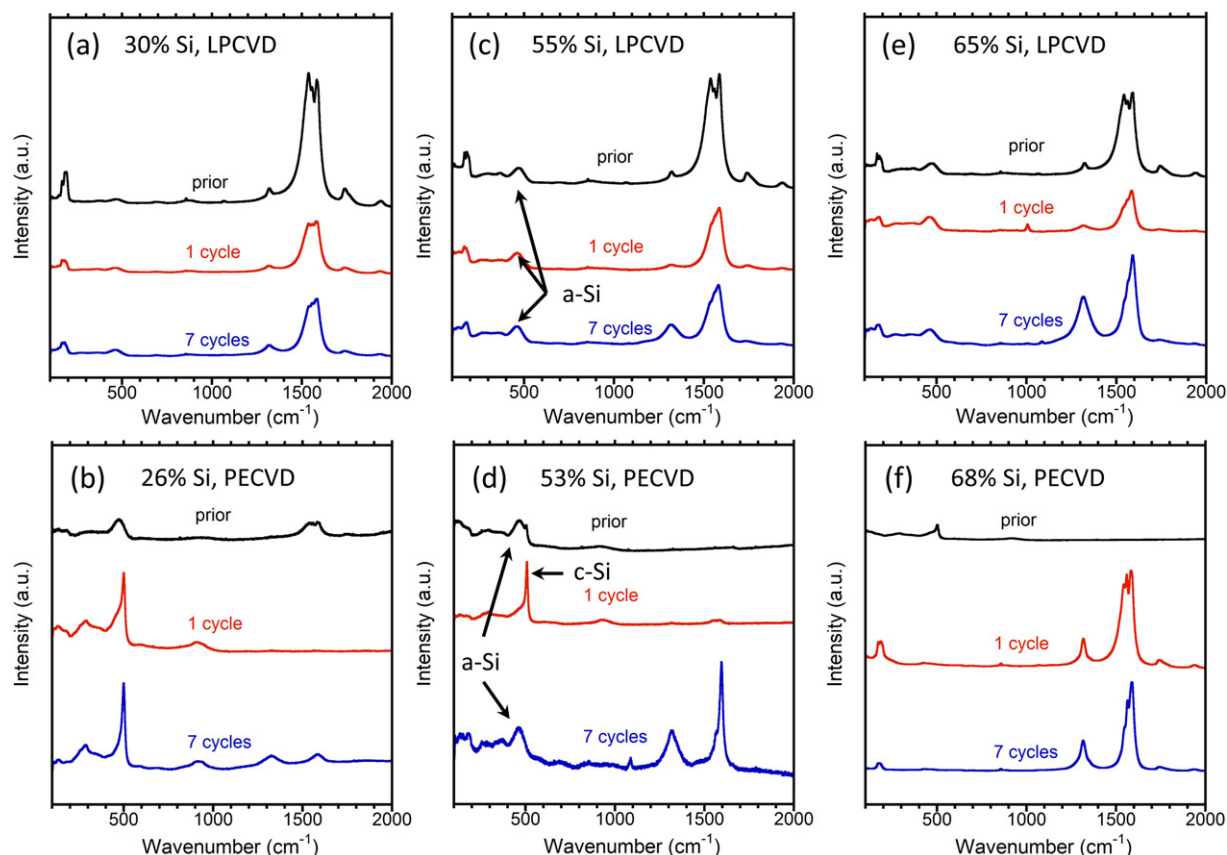 (a) 30% Si, LPCVD
prior
1 cycle
7 cycles
Intensity (a.u.)
500 1000 1500 2000
Wavenumber (cm⁻¹)
(c) 55% Si, LPCVD
prior
1 cycle
a-Si
7 cycles
Intensity (a.u.)
500 1000 1500 2000
Wavenumber (cm⁻¹)
(e) 65% Si, LPCVD
prior
1 cycle
7 cycles
Intensity (a.u.)
500 1000 1500 2000
Wavenumber (cm⁻¹)
(b) 26% Si, PECVD
prior
1 cycle
7 cycles
Intensity (a.u.)
500 1000 1500 2000
Wavenumber (cm⁻¹)
(d) 53% Si, PECVD
prior
c-Si
1 cycle
a-Si
7 cycles
Intensity (a.u.)
500 1000 1500 2000
Wavenumber (cm⁻¹)
(f) 68% Si, PECVD
prior
1 cycle
7 cycles
Intensity (a.u.)
500 1000 1500 2000
Wavenumber (cm⁻¹)